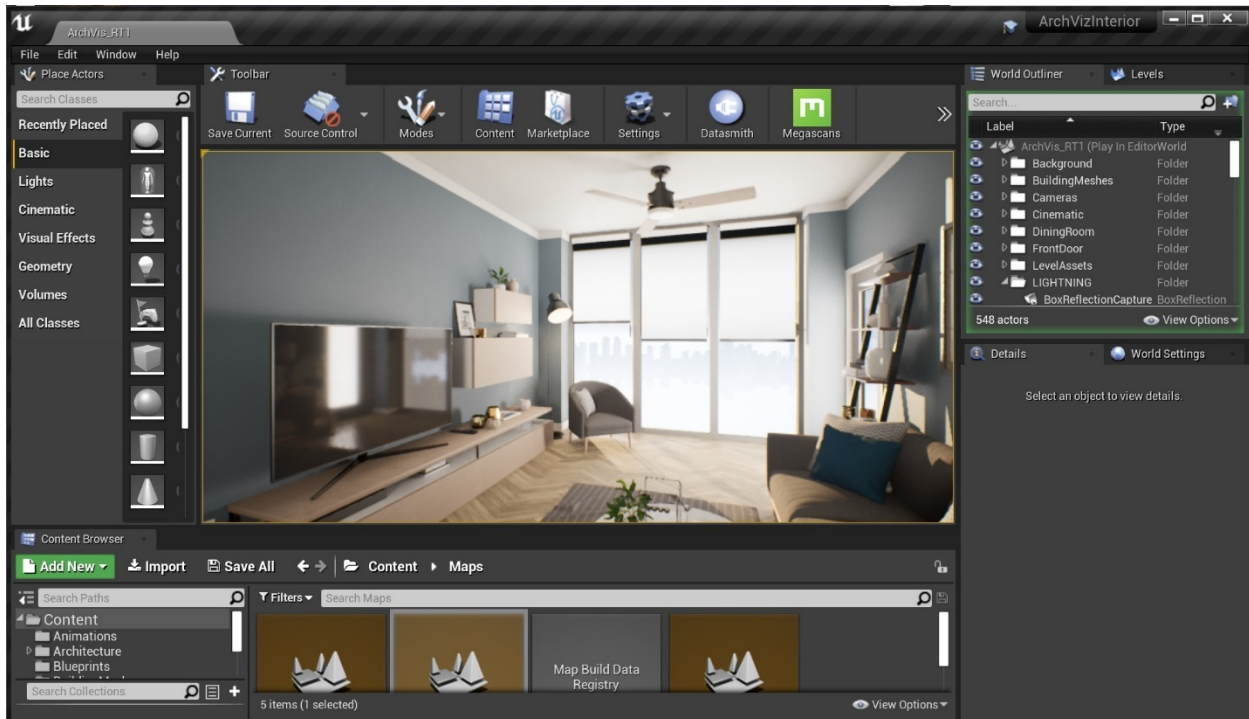 ArchVis_RT1
ArchVizInterior
File Edit Window Help
Place Actors
Toolbar
World Outliner
Levels
Search Classes
Recently Placed
Basic
Lights
Cinematic
Visual Effects
Geometry
Volumes
All Classes
Save Current
Source Control
Modes
Content
Marketplace
Settings
Datasmith
Megascans
Search...
Label Type
ArchVis_RT1 (Play In EditorWorld
Background Folder
BuildingMeshes Folder
Cameras Folder
Cinematic Folder
DiningRoom Folder
FrontDoor Folder
LevelAssets Folder
LIGHTNING Folder
BoxReflectionCapture BoxReflection
548 actors View Options
Details
World Settings
Select an object to view details.
Content Browser
Add New Import Save All Content Maps
Search Paths
Filters Search Maps
Content
Animations
Architecture
Blueprints
Search Collections
Map Build Data
Registry
5 items (1 selected) View Options